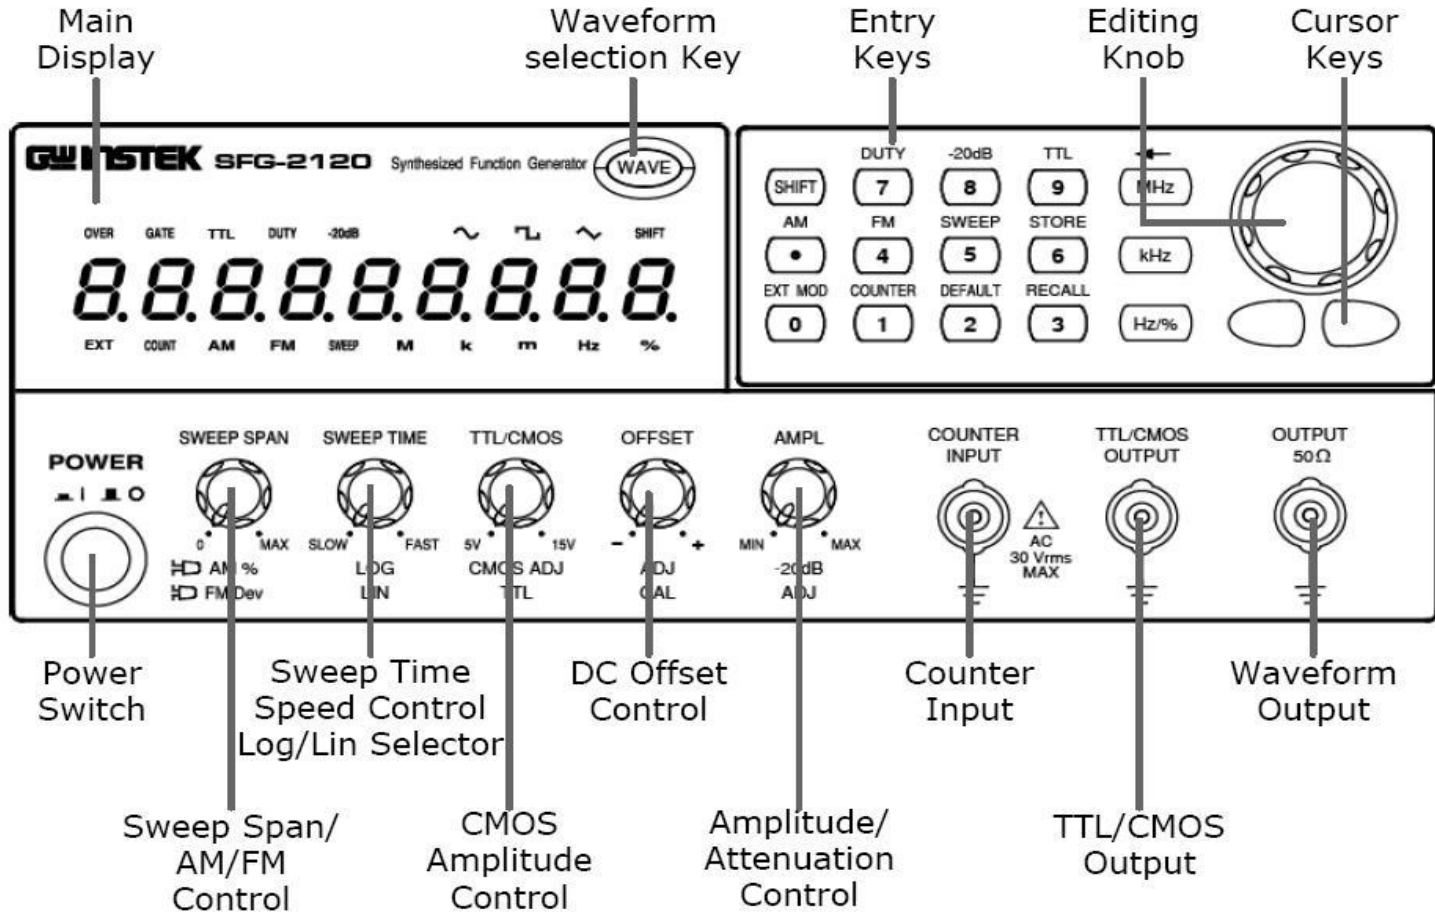 Main
Display
Waveform
selection Key
Entry
Keys
Editing
Knob
Cursor
Keys
GW INSTEK SFG-2120 Synthesized Function Generator
WAVE
OVER GATE TTL DUTY -20dB SHIFT
8.8.8.8.8.8.8.8.8.8.
EXT COUNT AM FM SWEEP M k m Hz %
DUTY -20dB TTL
SHIFT 7 8 9 MHz
AM FM SWEEP STORE
• 4 5 6 kHz
EXT MOD COUNTER DEFAULT RECALL
0 1 2 3 Hz/%
POWER
SWEEP SPAN
0 MAX
AM %
FM Dev
SWEEP TIME
SLOW FAST
LOG
LIN
TTL/CMOS
5V 15V
CMOS ADJ
TTL
OFFSET
- +
ADJ
CAL
AMPL
MIN MAX
-20dB
ADJ
COUNTER
INPUT
AC
30 Vrms
MAX
TTL/CMOS
OUTPUT
OUTPUT
50Ω
Power
Switch
Sweep Time
Speed Control
Log/Lin Selector
DC Offset
Control
Counter
Input
Waveform
Output
Sweep Span/
AM/FM
Control
CMOS
Amplitude
Control
Amplitude/
Attenuation
Control
TTL/CMOS
Output